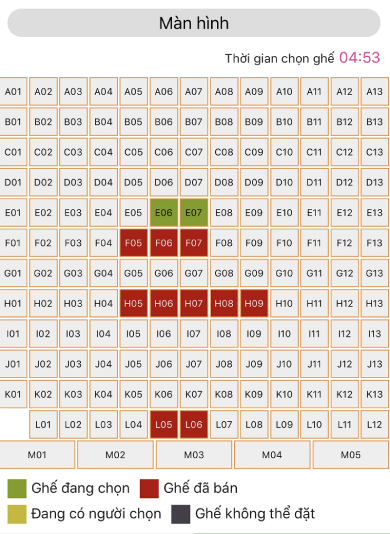 Màn hình
Thời gian chọn ghế 04:53
A01 A02 A03 A04 A05 A06 A07 A08 A09 A10 A11 A12 A13
B01 B02 B03 B04 B05 B06 B07 B08 B09 B10 B11 B12 B13
C01 C02 C03 C04 C05 C06 C07 C08 C09 C10 C11 C12 C13
D01 D02 D03 D04 D05 D06 D07 D08 D09 D10 D11 D12 D13
E01 E02 E03 E04 E05 E06 E07 E08 E09 E10 E11 E12 E13
F01 F02 F03 F04 F05 F06 F07 F08 F09 F10 F11 F12 F13
G01 G02 G03 G04 G05 G06 G07 G08 G09 G10 G11 G12 G13
H01 H02 H03 H04 H05 H06 H07 H08 H09 H10 H11 H12 H13
I01 I02 I03 I04 I05 I06 I07 I08 I09 I10 I11 I12 I13
J01 J02 J03 J04 J05 J06 J07 J08 J09 J10 J11 J12 J13
K01 K02 K03 K04 K05 K06 K07 K08 K09 K10 K11 K12 K13
L01 L02 L03 L04 L05 L06 L07 L08 L09 L10 L11 L12
M01 M02 M03 M04 M05
Ghế đang chọn Ghế đã bán
Đang có người chọn Ghế không thể đặt